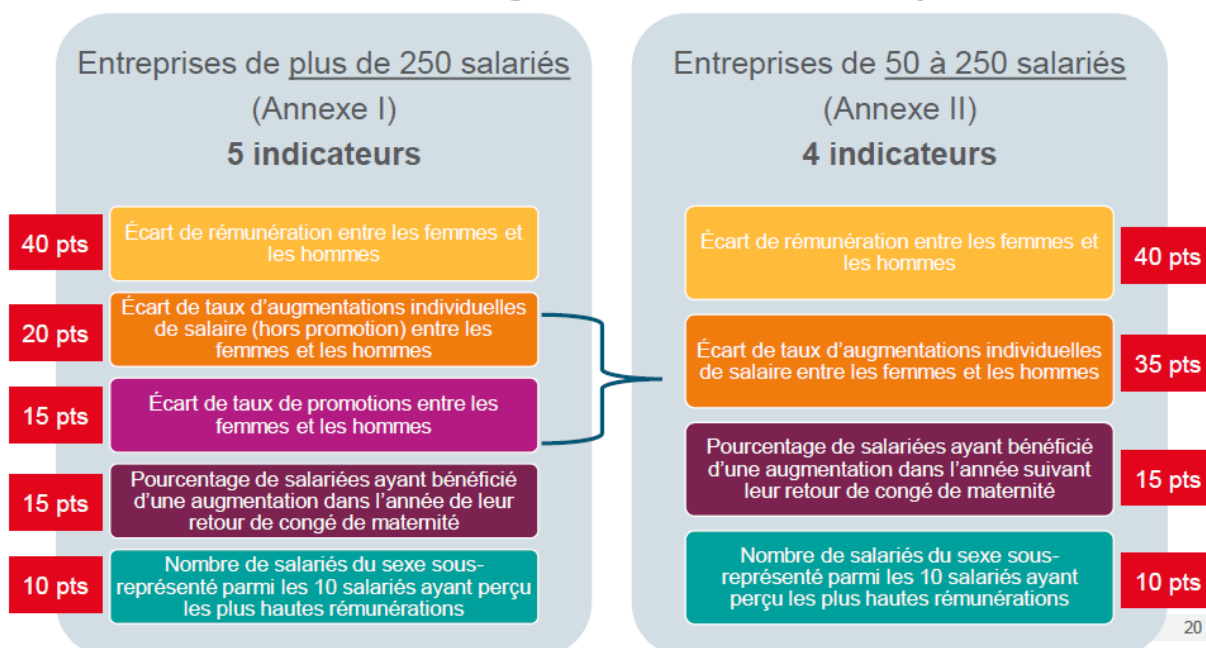 Entreprises de plus de 250 salariés
(Annexe I)
5 indicateurs
40 pts
Écart de rémunération entre les femmes et
les hommes
20 pts
Écart de taux d'augmentations individuelles
de salaire (hors promotion) entre les
femmes et les hommes
15 pts
Écart de taux de promotions entre les
femmes et les hommes
15 pts
Pourcentage de salariées ayant bénéficié
d'une augmentation dans l'année de leur
retour de congé de maternité
10 pts
Nombre de salariés du sexe sous-
représenté parmi les 10 salariés ayant perçu
les plus hautes rémunérations
Entreprises de 50 à 250 salariés
(Annexe II)
4 indicateurs
Écart de rémunération entre les femmes et
les hommes
40 pts
Écart de taux d'augmentations individuelles
de salaire entre les femmes et les hommes
35 pts
Pourcentage de salariées ayant bénéficié
d'une augmentation dans l'année suivant
leur retour de congé de maternité
15 pts
Nombre de salariés du sexe sous-
représenté parmi les 10 salariés ayant
perçu les plus hautes rémunérations
10 pts
20